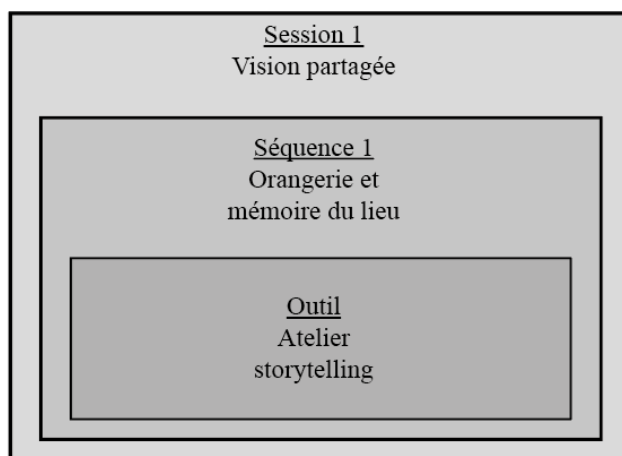 Session 1
Vision partagée
Séquence 1
Orangerie et
mémoire du lieu
Outil
Atelier
storytelling